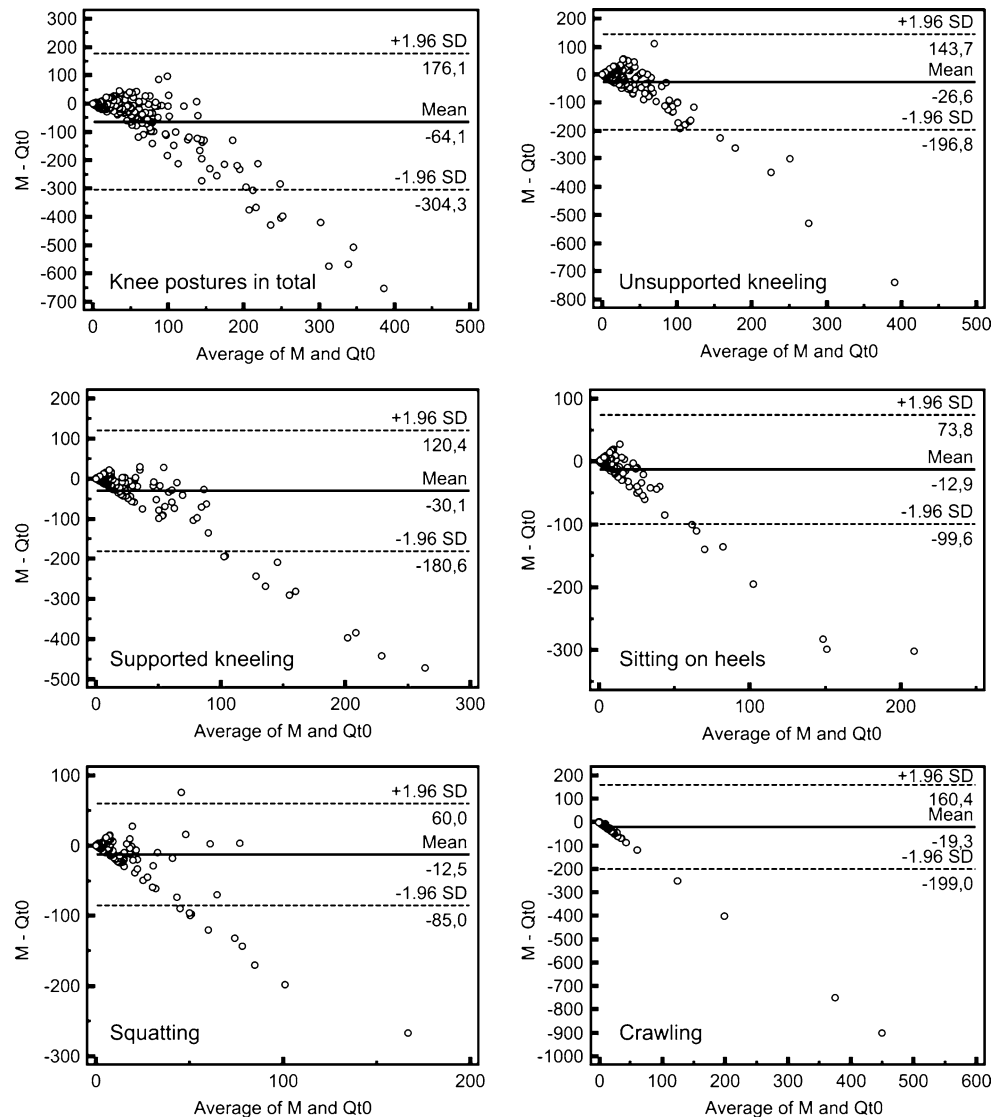 300
200
100
0
-100
-200
-300
-400
-500
-600
-700
M - Qt0
+1.96 SD
176,1
Mean
-64,1
-1.96 SD
-304,3
Knee postures in total
0 100 200 300 400 500
Average of M and Qt0
200
100
0
-100
-200
-300
-400
-500
-600
-700
-800
M - Qt0
+1.96 SD
143,7
Mean
-26,6
-1.96 SD
-196,8
Unsupported kneeling
0 100 200 300 400 500
Average of M and Qt0
200
100
0
-100
-200
-300
-400
-500
M - Qt0
+1.96 SD
120,4
Mean
-30,1
-1.96 SD
-180,6
Supported kneeling
0 100 200 300
Average of M and Qt0
100
0
-100
-200
-300
M - Qt0
+1.96 SD
73,8
Mean
-12,9
-1.96 SD
-99,6
Sitting on heels
0 100 200
Average of M and Qt0
100
0
-100
-200
-300
M - Qt0
+1.96 SD
60,0
Mean
-12,5
-1.96 SD
-85,0
Squatting
0 100 200
Average of M and Qt0
200
100
0
-100
-200
-300
-400
-500
-600
-700
-800
-900
-1000
M - Qt0
+1.96 SD
160,4
Mean
-19,3
-1.96 SD
-199,0
Crawling
0 100 200 300 400 500 600
Average of M and Qt0